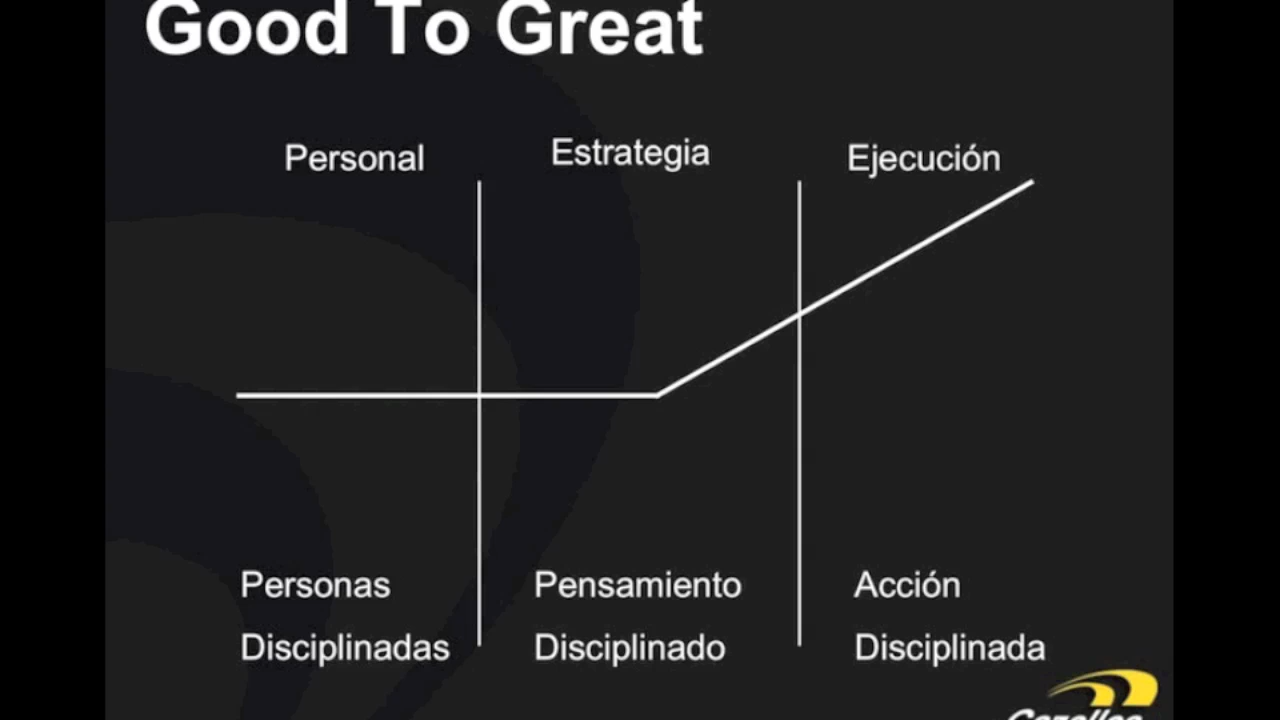 Good To Great
Personal
Estrategia
Ejecución
Personas
Disciplinadas
Pensamiento
Disciplinado
Acción
Disciplinada